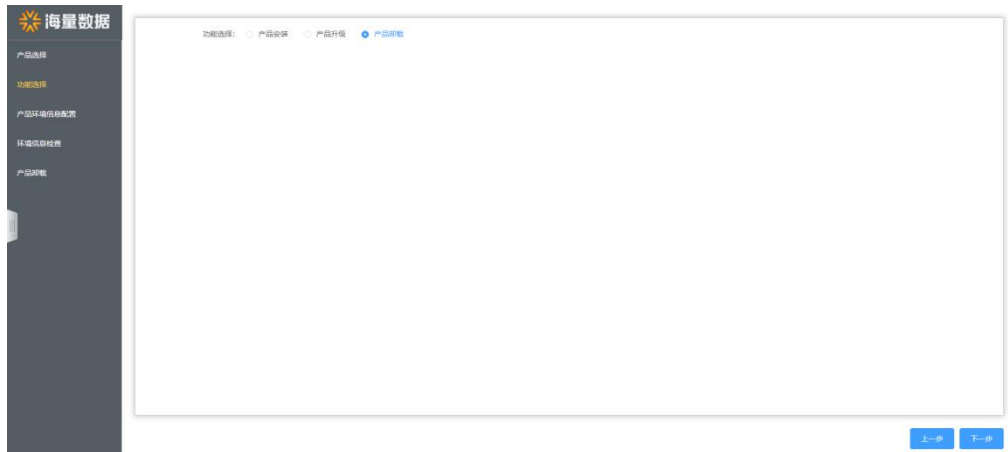 海量数据
产品选择
功能选择
产品环境信息配置
环境信息检查
产品卸载
功能选择： 产品安装 产品升级 产品卸载
上一步 下一步